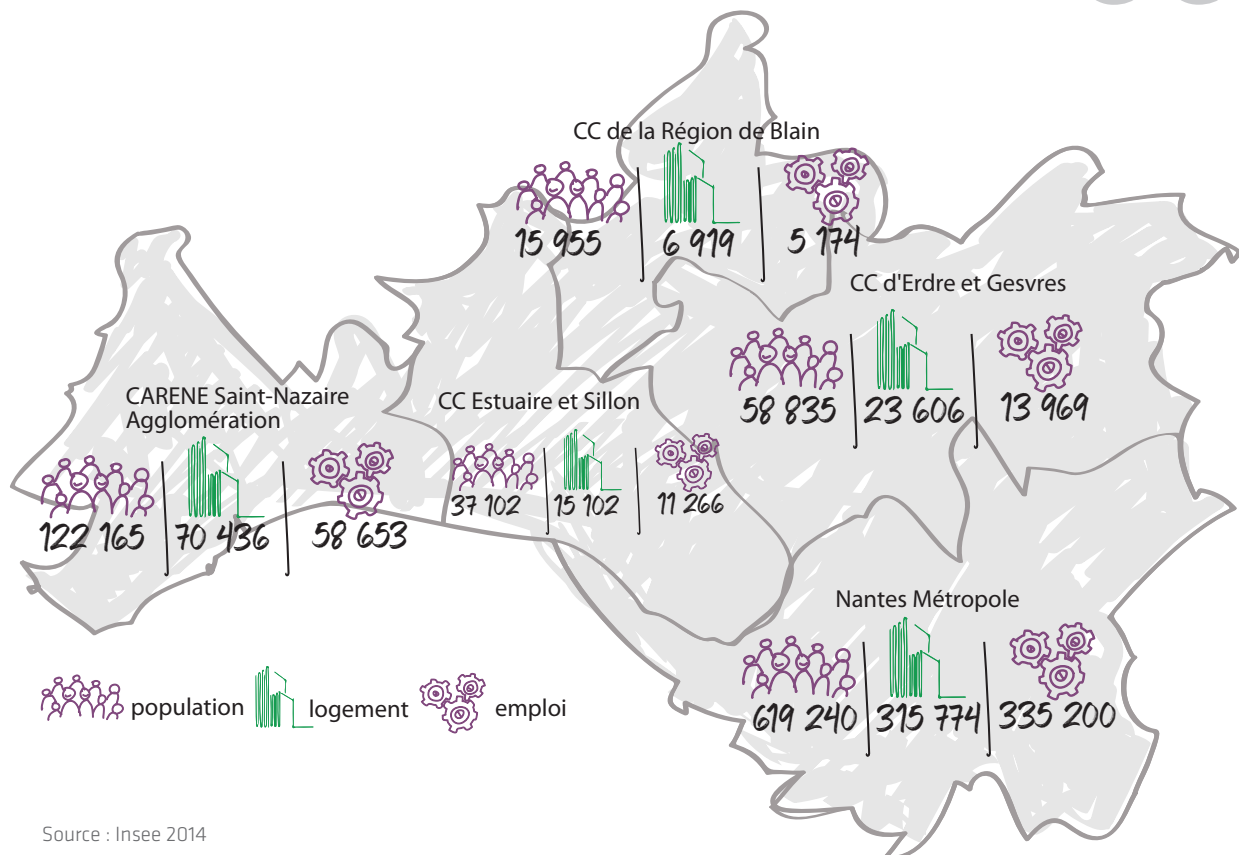 CC de la Région de Blain
15 955
6 919
5 174
CC d'Erdre et Gesvres
58 835
23 606
13 969
CARENE Saint-Nazaire
Agglomération
122 165
70 436
58 653
CC Estuaire et Sillon
37 102
15 102
11 266
Nantes Métropole
619 240
315 774
335 200
population
logement
emploi
Source : Insee 2014